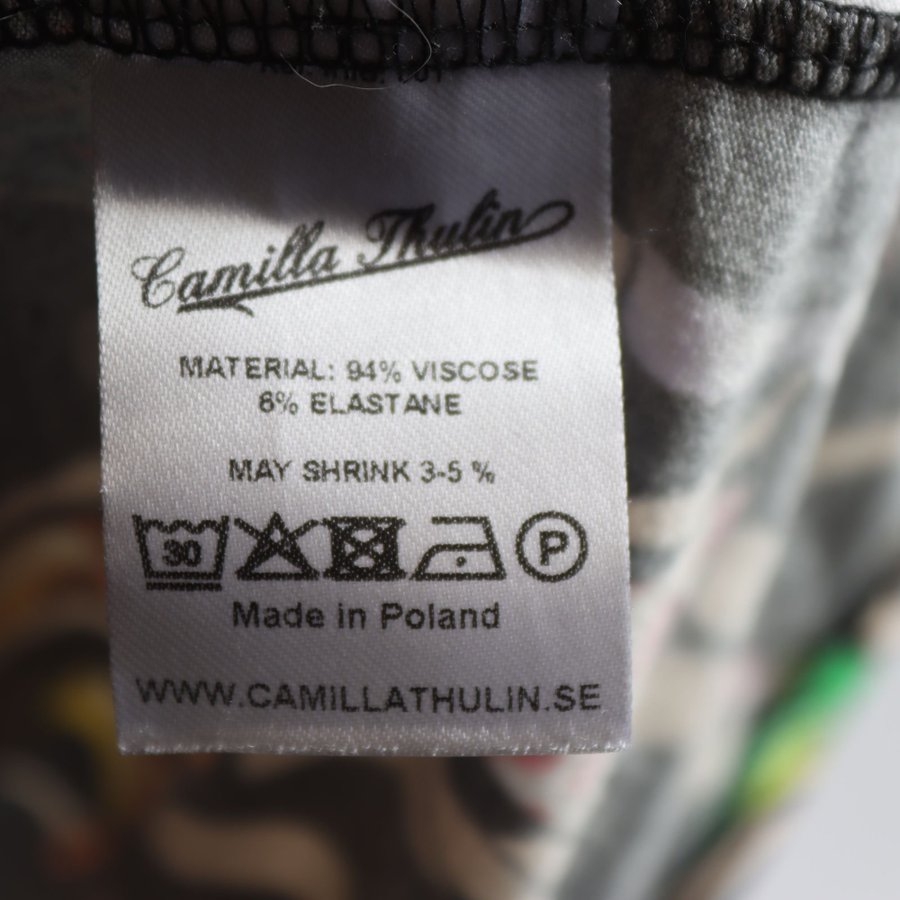 Camilla Thulin
MATERIAL: 94% VISCOSE
6% ELASTANE
MAY SHRINK 3-5 %
30 P
Made in Poland
WWW.CAMILLATHULIN.SE